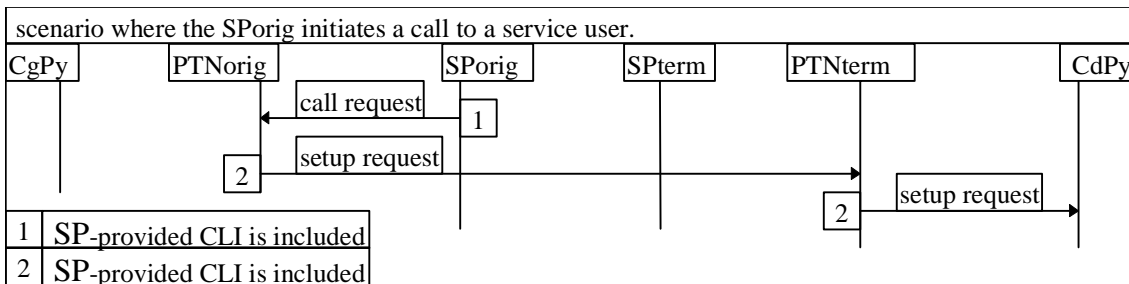 scenario where the SPorig initiates a call to a service user.
CgPy PTNorig SPorig SPterm PTNterm CdPy
call request
1
setup request
2
setup request
2
1 SP-provided CLI is included
2 SP-provided CLI is included